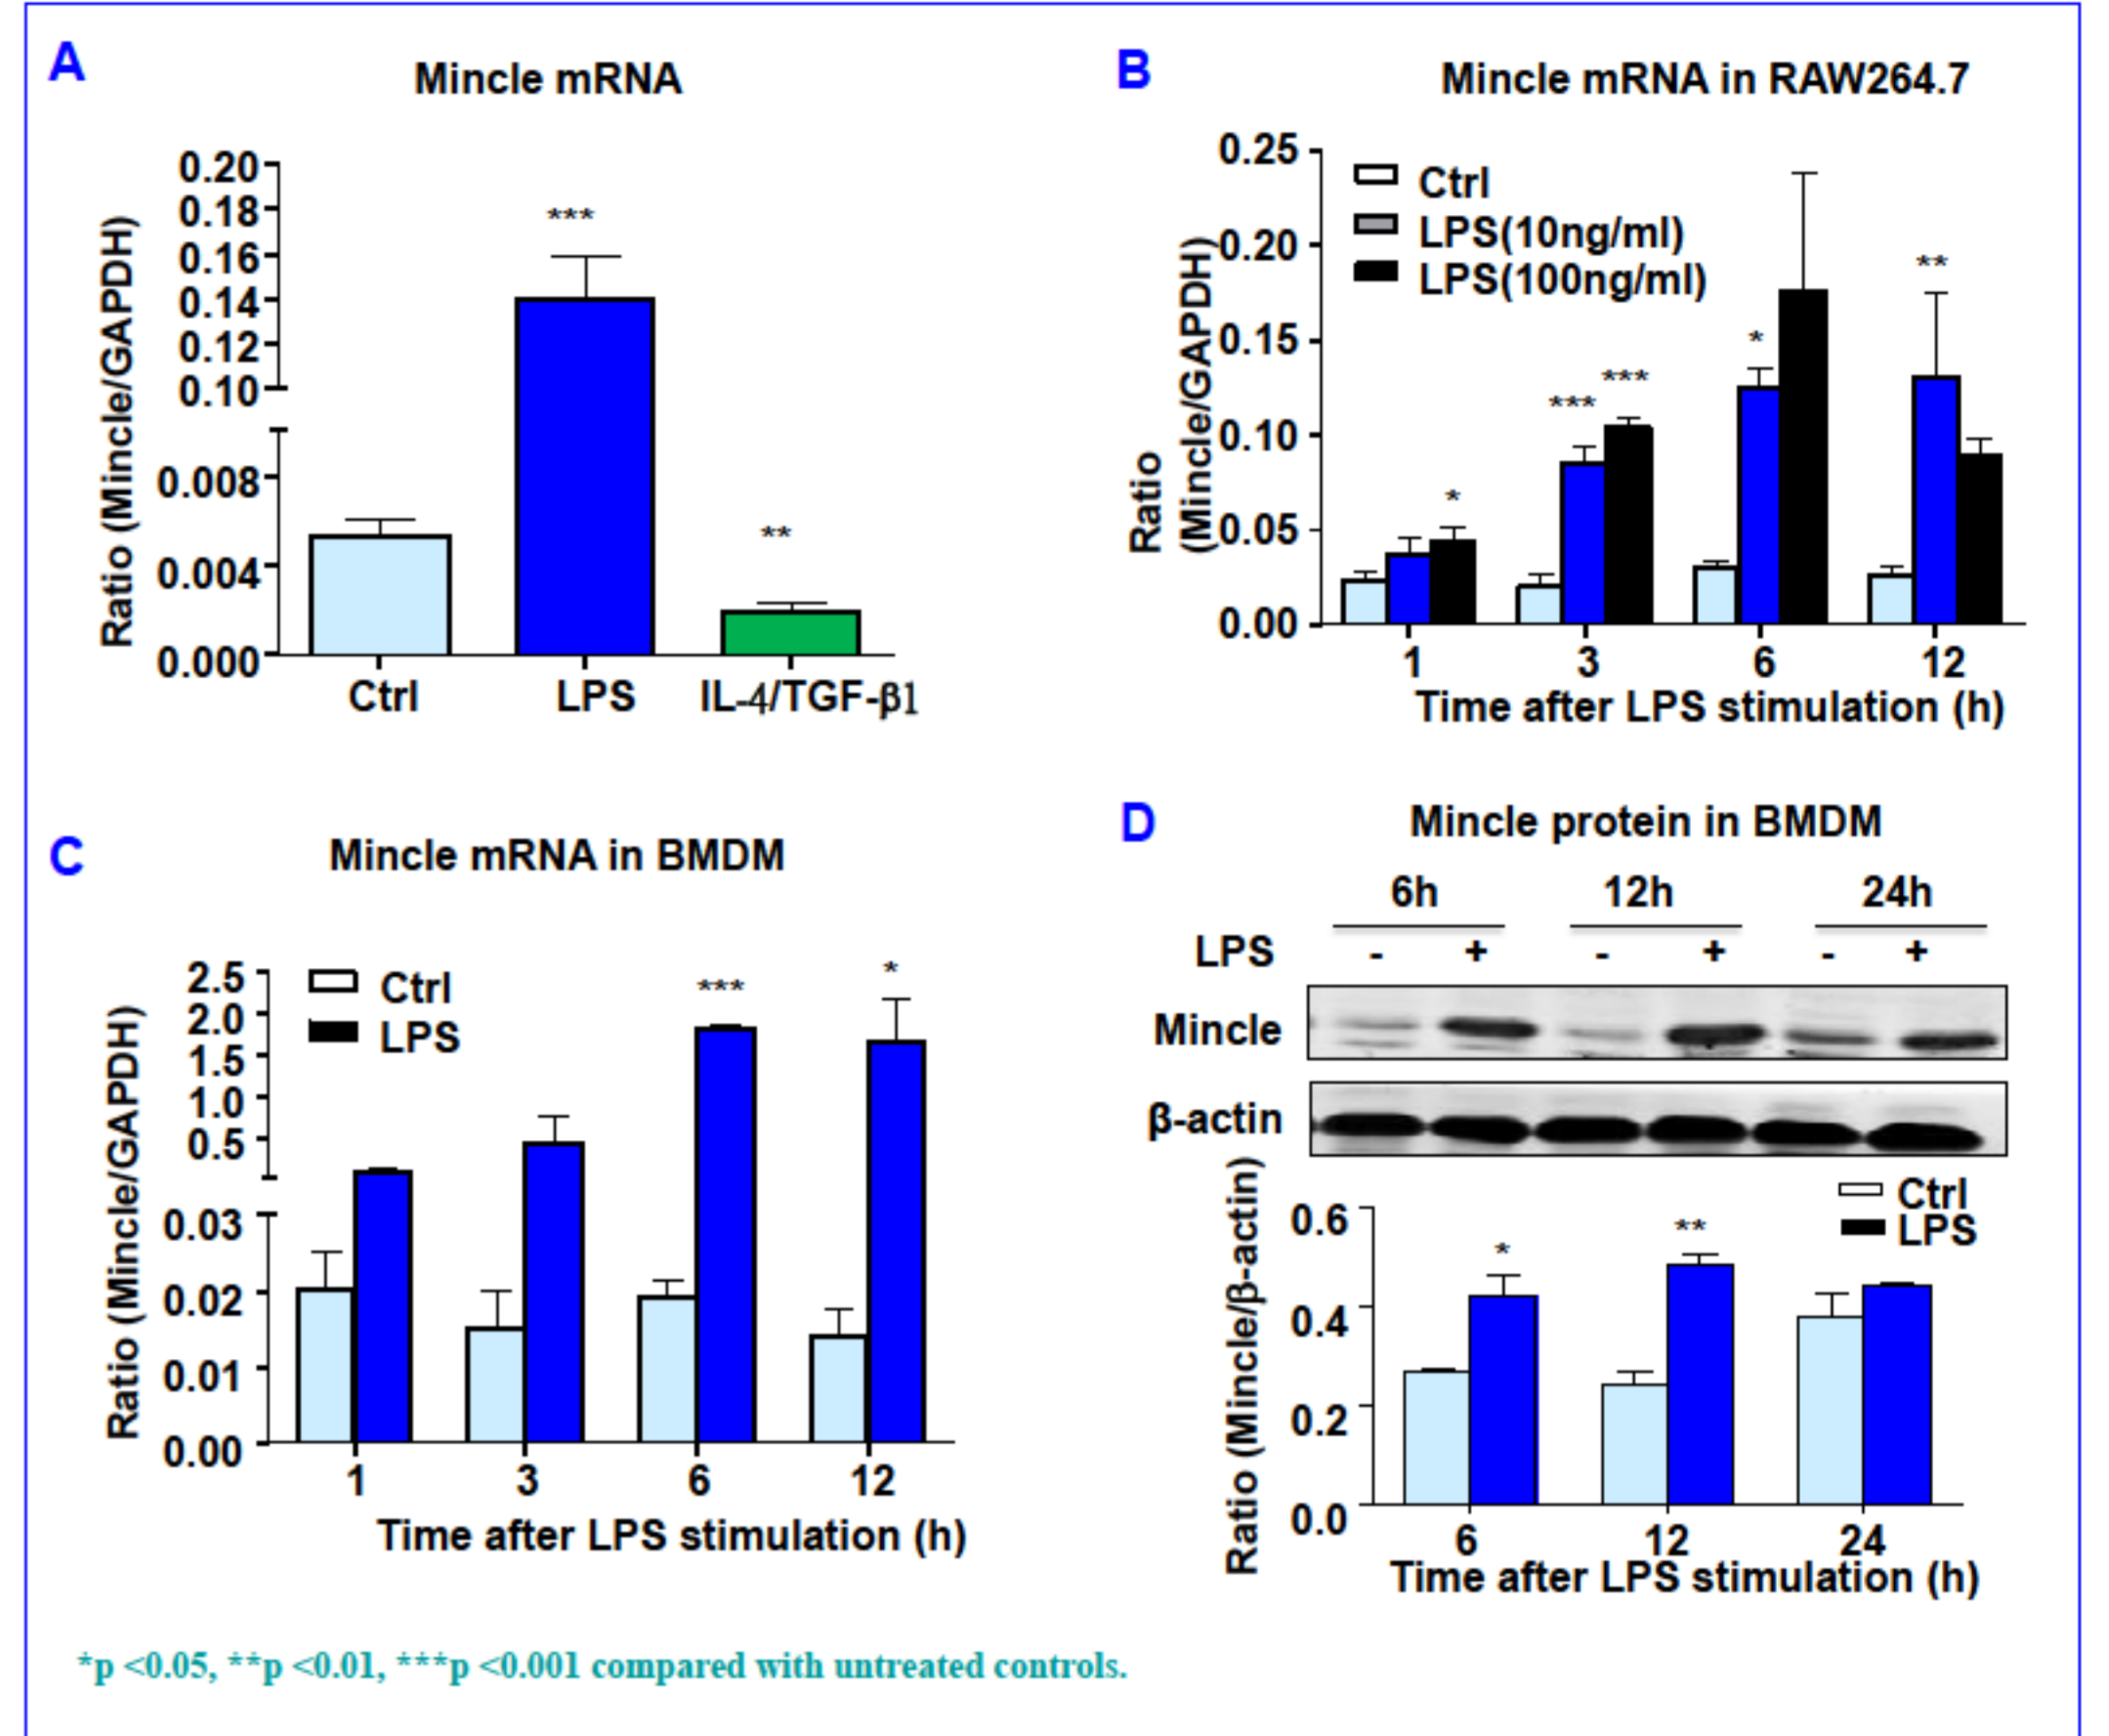 A
Mincle mRNA
Ratio (Mincle/GAPDH)
0.20
0.18
0.16
0.14
0.12
0.10
0.008
0.004
0.000
***
**
Ctrl LPS IL-4/TGF-β1
B
Mincle mRNA in RAW264.7
Ratio
(Mincle/GAPDH)
0.25
0.20
0.15
0.10
0.05
0.00
Ctrl
LPS(10ng/ml)
LPS(100ng/ml)
*
***
***
*
**
1 3 6 12
Time after LPS stimulation (h)
C
Mincle mRNA in BMDM
Ratio (Mincle/GAPDH)
2.5
2.0
1.5
1.0
0.5
0.03
0.02
0.01
0.00
Ctrl
LPS
***
*
1 3 6 12
Time after LPS stimulation (h)
D
Mincle protein in BMDM
6h 12h 24h
LPS - + - + - +
Mincle
β-actin
Ratio (Mincle/β-actin)
0.6
0.4
0.2
0.0
Ctrl
LPS
*
**
6 12 24
Time after LPS stimulation (h)
*p <0.05, **p <0.01, ***p <0.001 compared with untreated controls.